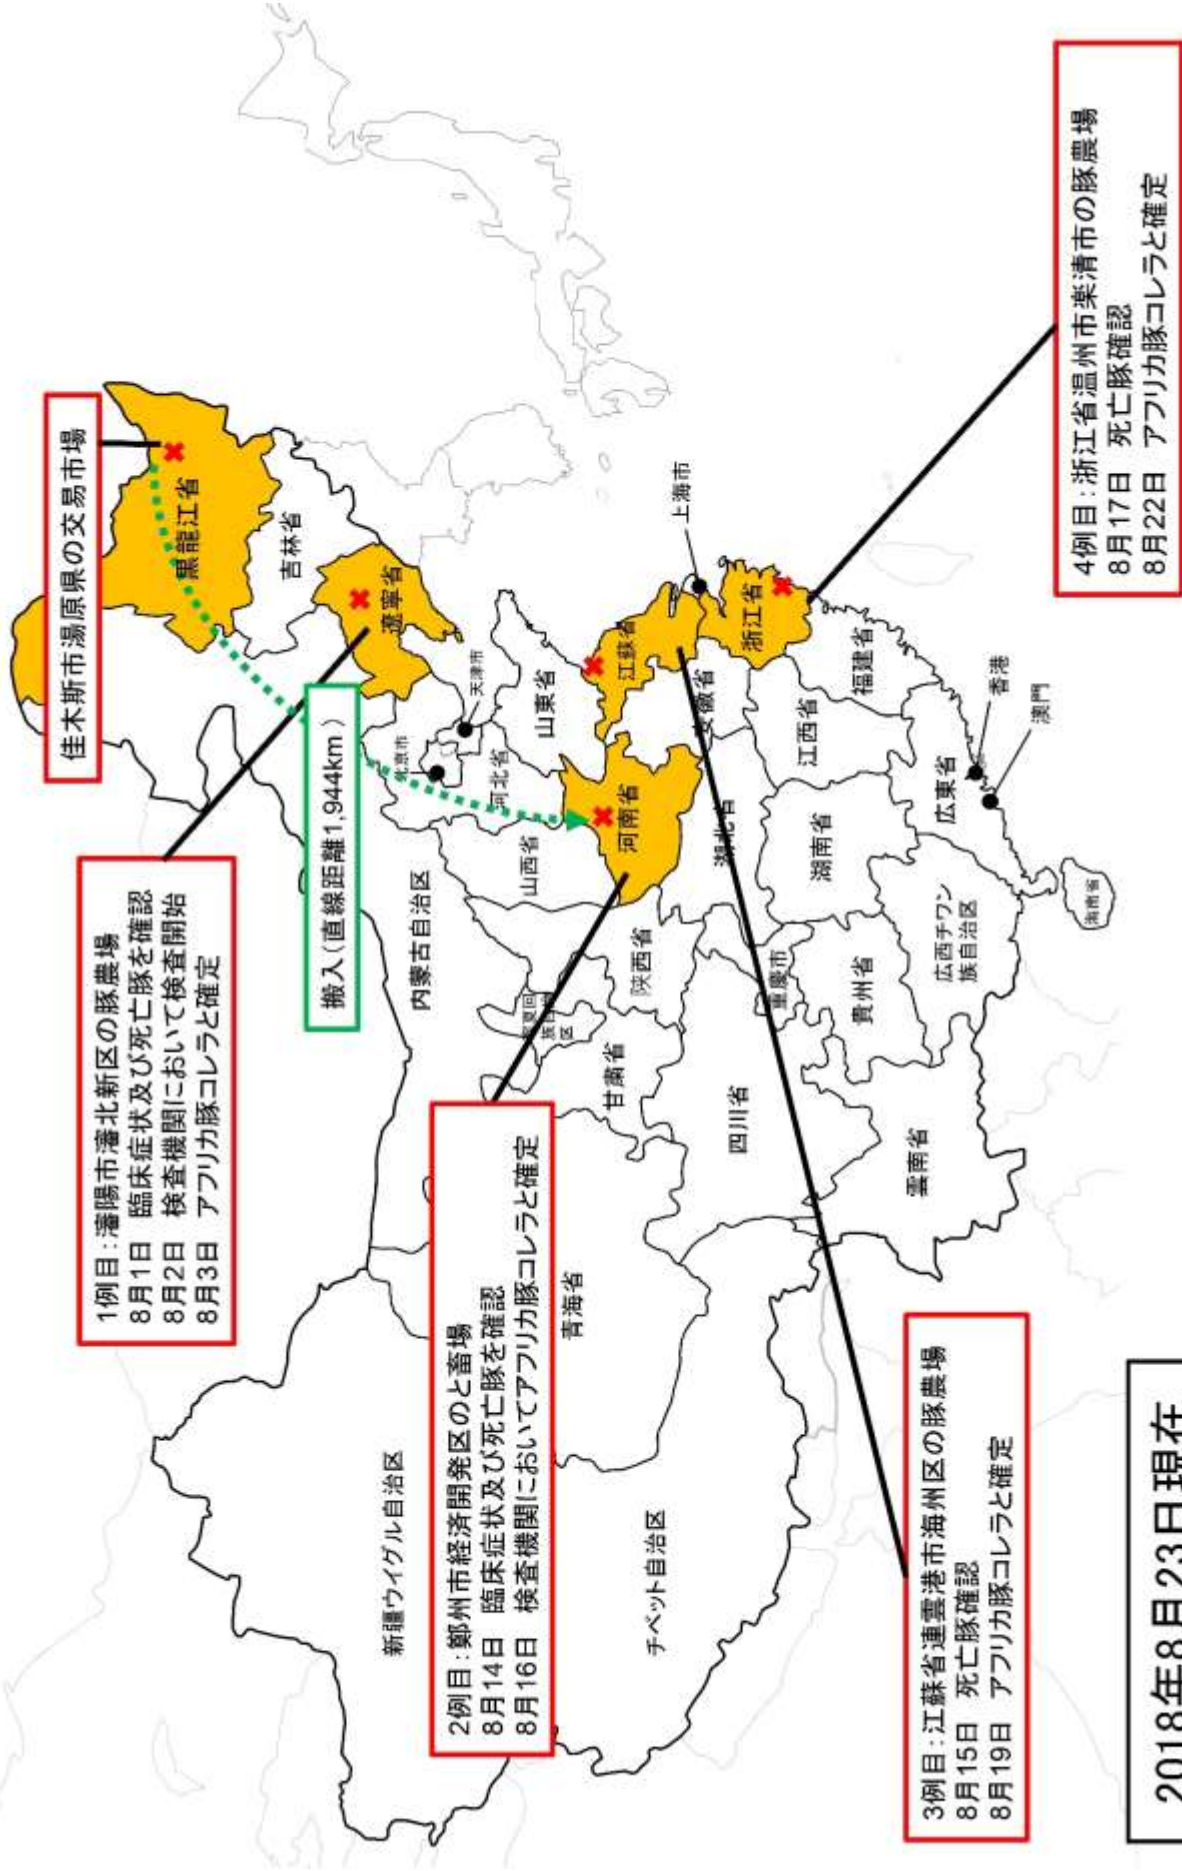 佳木斯市湯原県の交易市場
1例目：瀋陽市瀋北新区の豚農場
8月1日 臨床症状及び死亡豚を確認
8月2日 検査機関において検査開始
8月3日 アフリカ豚コレラと確定
搬入（直線距離1,944km）
2例目：鄭州市経済開発区のと畜場
8月14日 臨床症状及び死亡豚を確認
8月16日 検査機関においてアフリカ豚コレラと確定
3例目：江蘇省連雲港市海州区の豚農場
8月15日 死亡豚確認
8月19日 アフリカ豚コレラと確定
4例目：浙江省温州市楽清市の豚農場
8月17日 死亡豚確認
8月22日 アフリカ豚コレラと確定
黒龍江省
吉林省
遼寧省
内蒙古自治区
北京市
天津市
河北省
山東省
山西省
河南省
江蘇省
上海市
安徽省
浙江省
新疆ウイグル自治区
青海省
甘粛省
族自治
区
陝西省
チベット自治区
四川省
重慶市
湖北省
湖南省
江西省
福建省
貴州省
雲南省
広西チワン
族自治区
広東省
香港
澳門
海南省
2018年8月23日現在